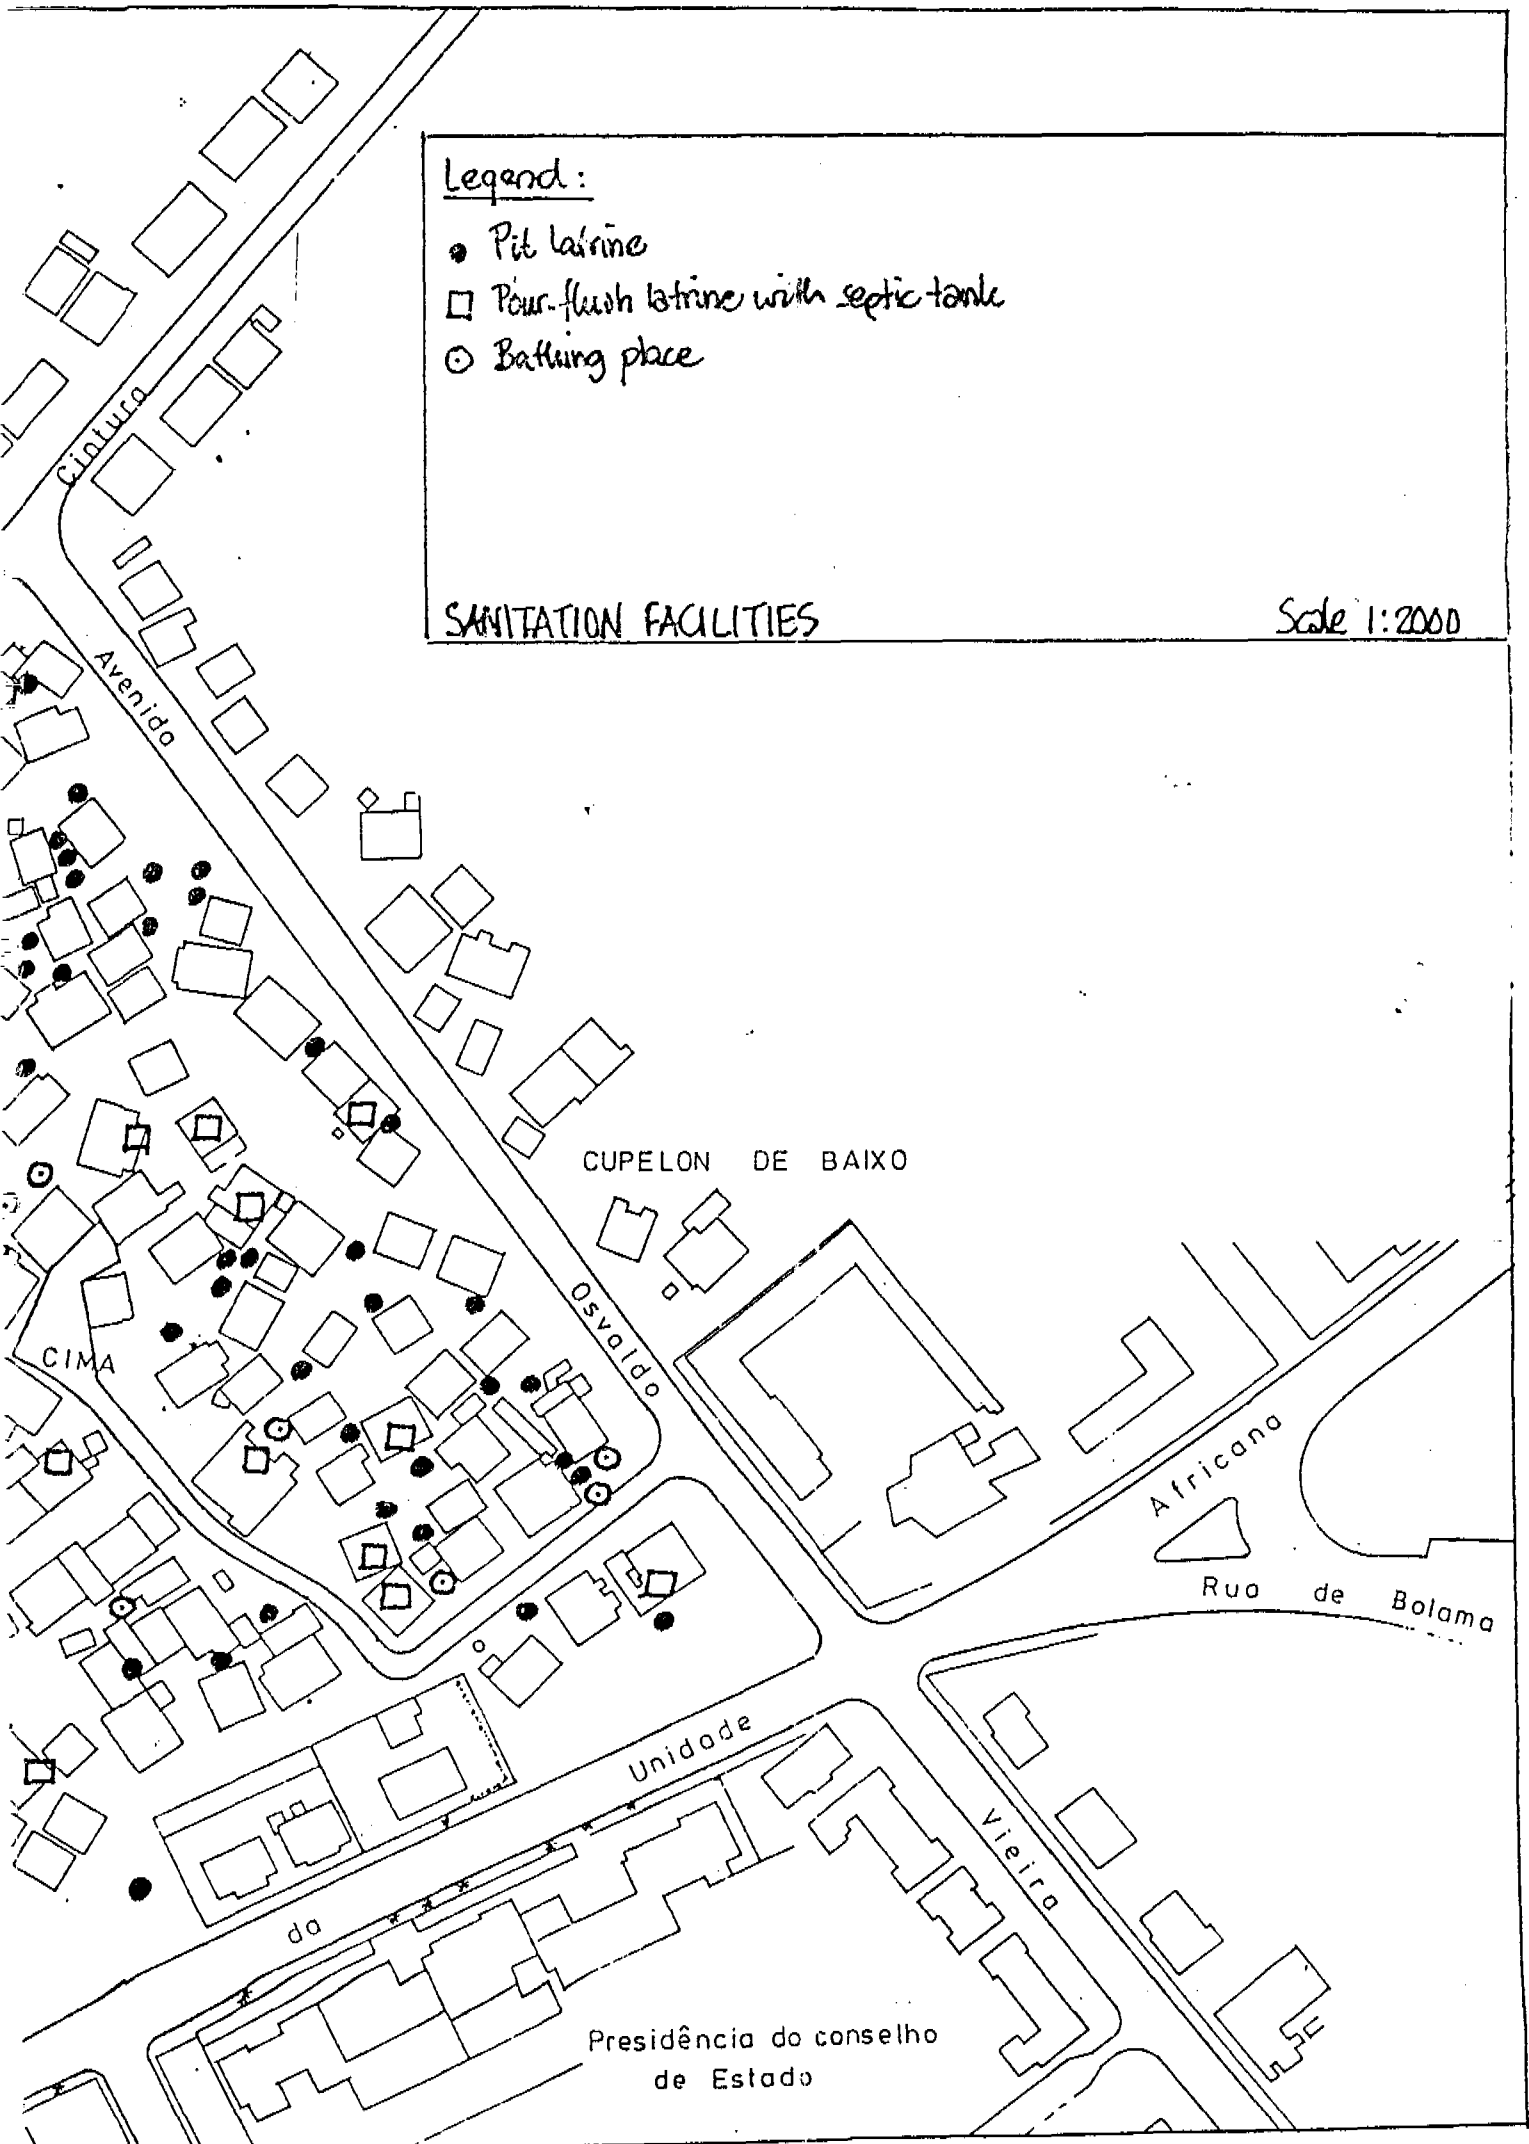 Legend:
Pit latrine
Pour-flush latrine with septic tank
Bathing place
SANITATION FACILITIES
Scale 1:2000
Cintura
Avenida
CUPELON DE BAIXO
Osvaldo
CIMA
Africana
Rua de Bolama
Unidade
Vieira
da
Presidência do conselho
de Estado